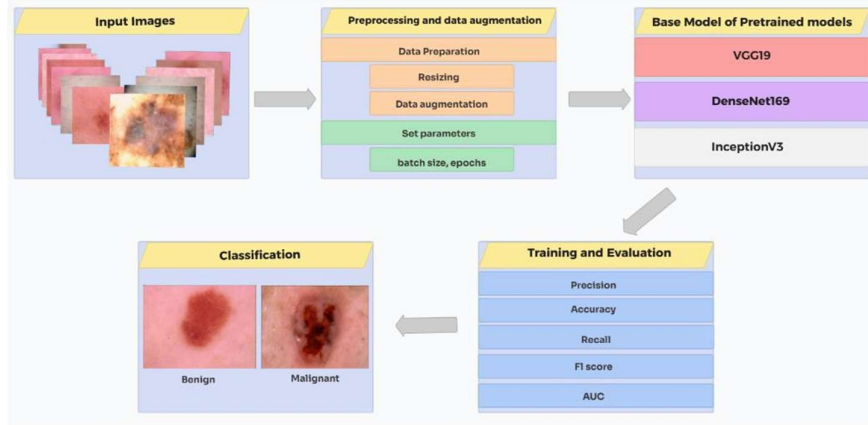 Input Images
Preprocessing and data augmentation
Data Preparation
Resizing
Data augmentation
Set parameters
batch size, epochs
Base Model of Pretrained models
VGG19
DenseNet169
InceptionV3
Training and Evaluation
Precision
Accuracy
Recall
F1 score
AUC
Classification
Benign
Malignant